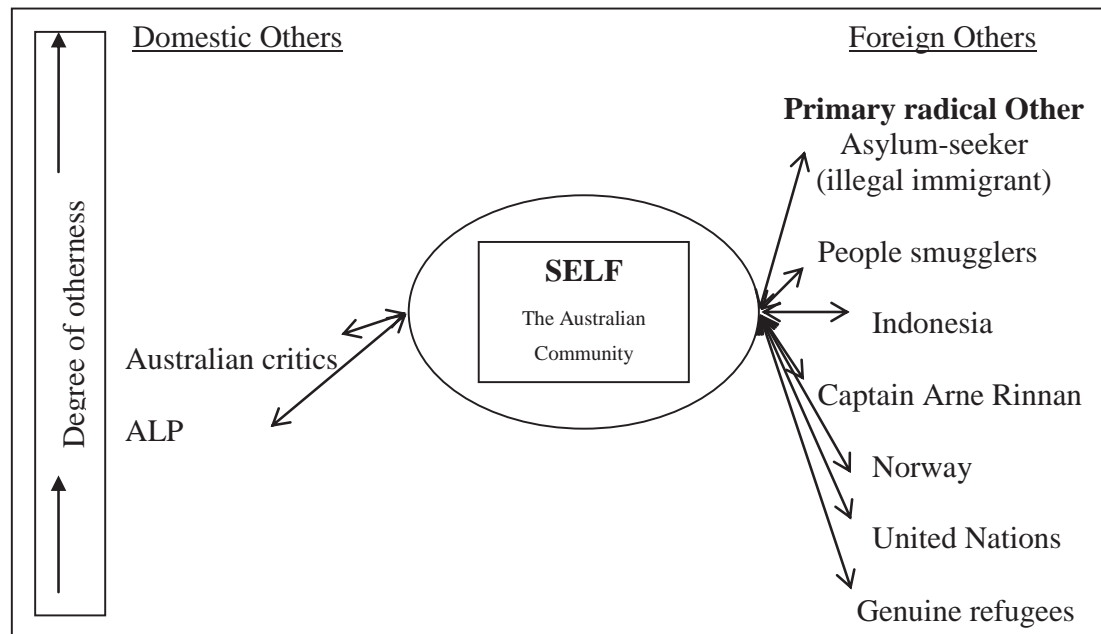 Domestic Others
Foreign Others
Primary radical Other
Asylum-seeker
(illegal immigrant)
People smugglers
Indonesia
Captain Arne Rinnan
Norway
United Nations
Genuine refugees
SELF
The Australian
Community
Australian critics
ALP
Degree of otherness